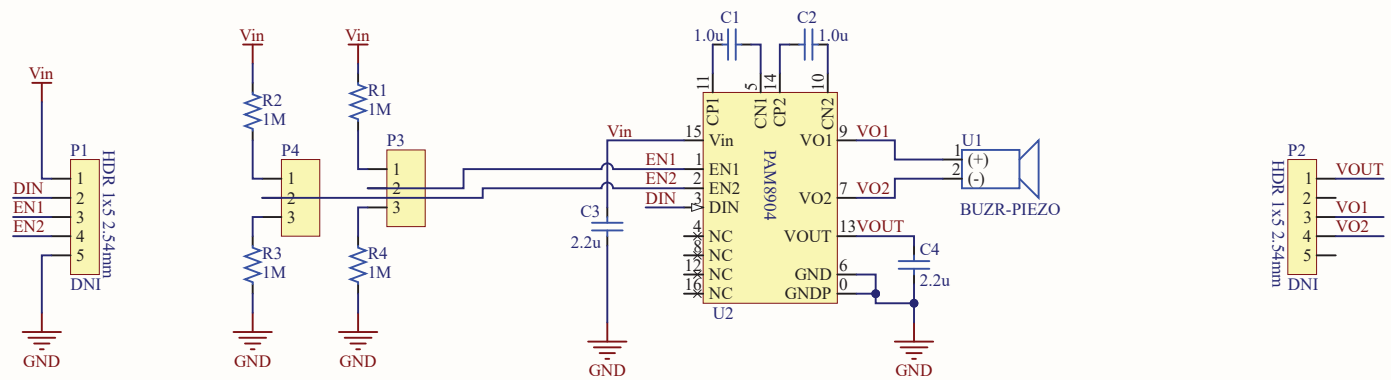 Vin
P1
HDR 1x5 2.54mm
1
DIN
2
EN1
3
EN2
4
5
DNI
GND
Vin
R2
1M
P4
1
2
3
R3
1M
GND
Vin
R1
1M
P3
1
2
3
R4
1M
GND
C1
1.0u
C2
1.0u
11
5
14
10
CP1
CN1
CP2
CN2
Vin
15
Vin
EN1
1
EN1
EN2
2
EN2
DIN
3
DIN
4
NC
8
NC
12
NC
16
NC
PAM8904
U2
C3
2.2u
GND
VO1
9
VO1
VO2
7
VO2
VOUT
13
VOUT
GND
6
GNDP
0
C4
2.2u
GND
U1
1
(+)
2
(-)
BUZR-PIEZO
P2
HDR 1x5 2.54mm
1
VOUT
2
3
VO1
4
VO2
5
DNI